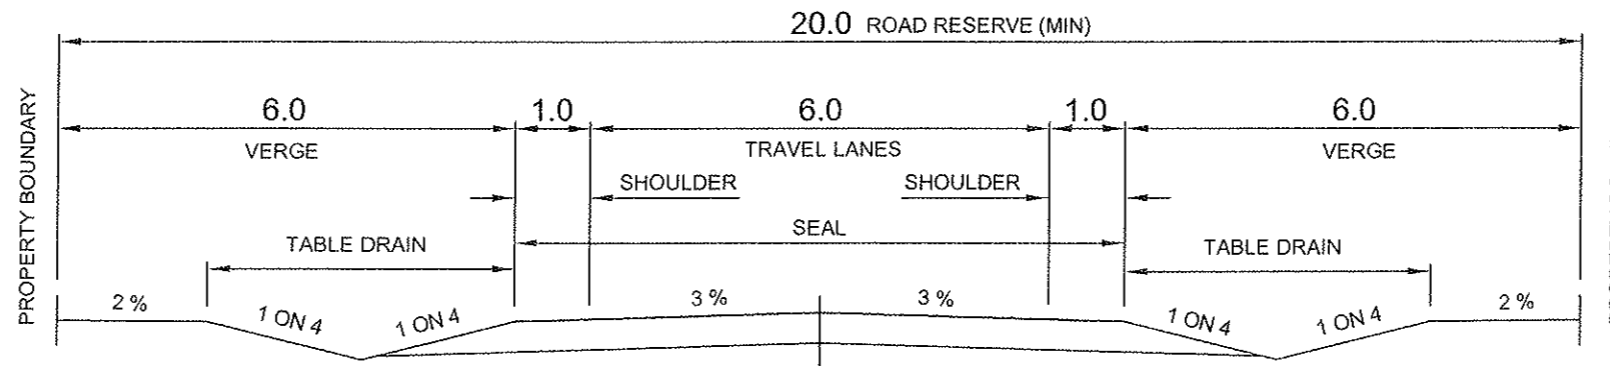 20.0 ROAD RESERVE (MIN)
PROPERTY BOUNDARY
6.0 1.0 6.0 1.0 6.0
VERGE TRAVEL LANES VERGE
SHOULDER SHOULDER
SEAL
TABLE DRAIN TABLE DRAIN
2 % 1 ON 4 1 ON 4 3 % 3 % 1 ON 4 1 ON 4 2 %